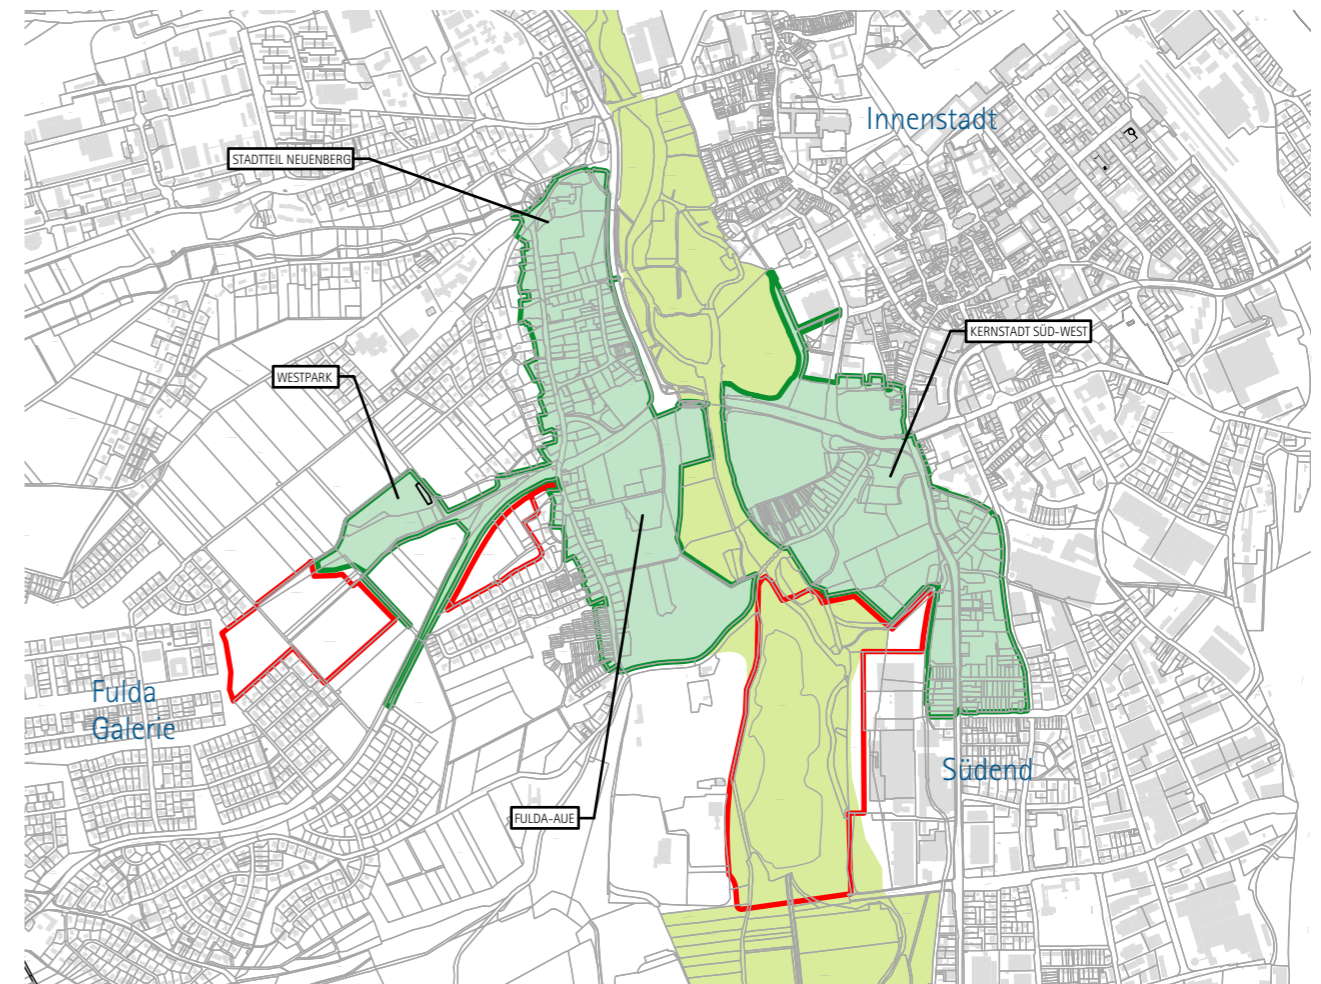 Innenstadt
STADTTEIL NEUENBERG
KERNSTADT SÜD-WEST
WESTPARK
Fulda
Galerie
Südend
FULDA-AUE